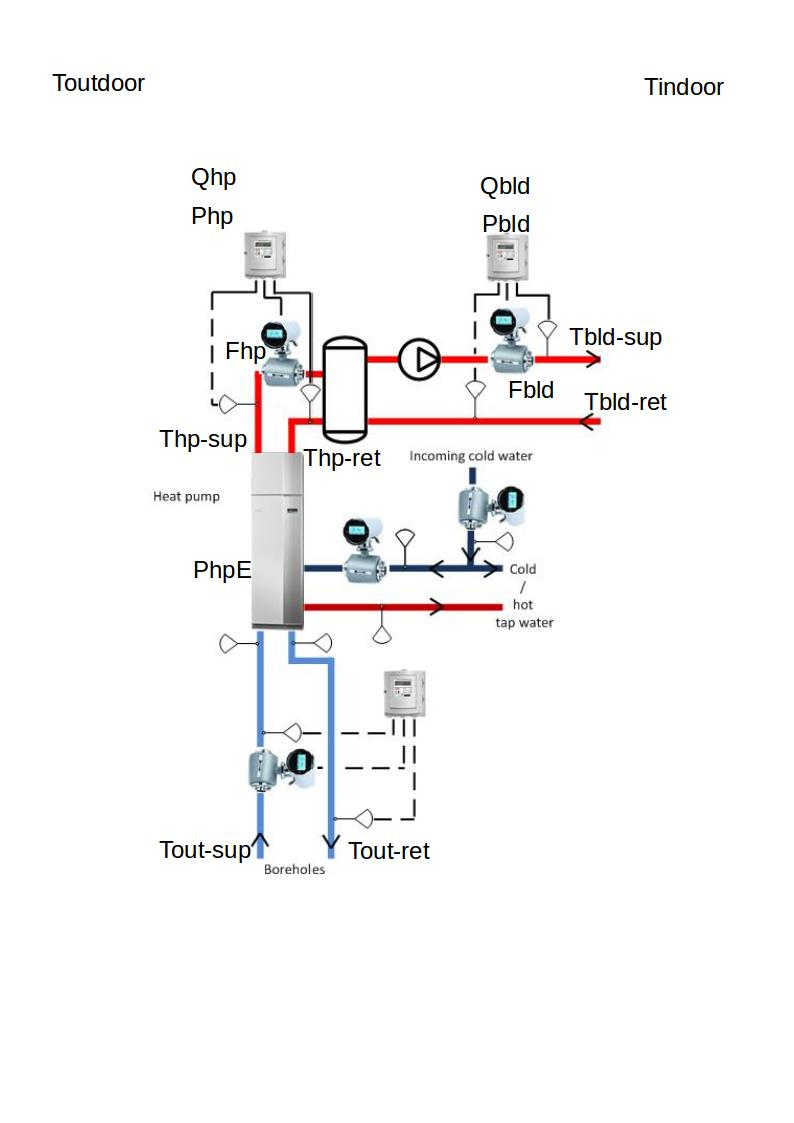 Toutdoor
Tindoor
Qhp
Qbld
Php
Pbld
Fhp
Tbld-sup
Fbld
Tbld-ret
Thp-sup
Thp-ret
Incoming cold water
Heat pump
PhpE
Cold
/
hot
tap water
Tout-sup
Tout-ret
Boreholes